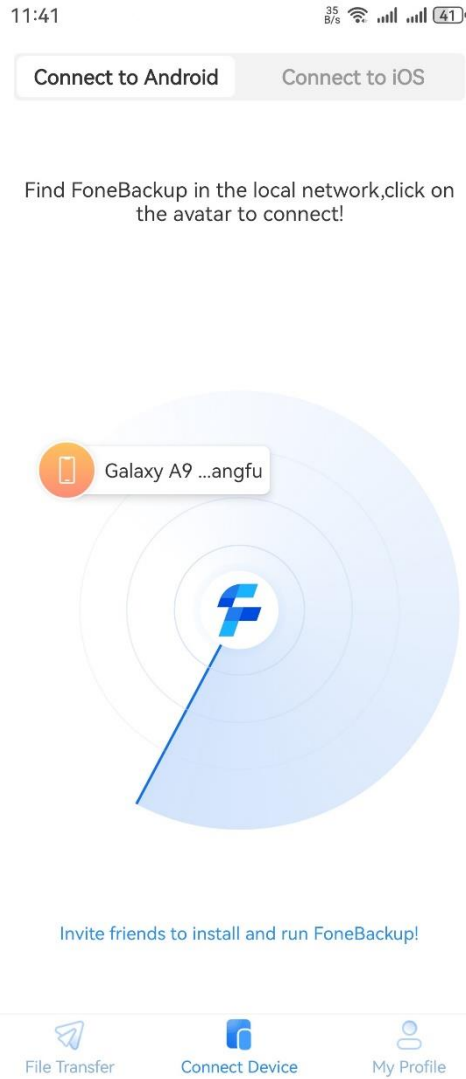 11:41
35
B/s
41
Connect to Android
Connect to iOS
Find FoneBackup in the local network,click on
the avatar to connect!
Galaxy A9 ...angfu
Invite friends to install and run FoneBackup!
File Transfer
Connect Device
My Profile